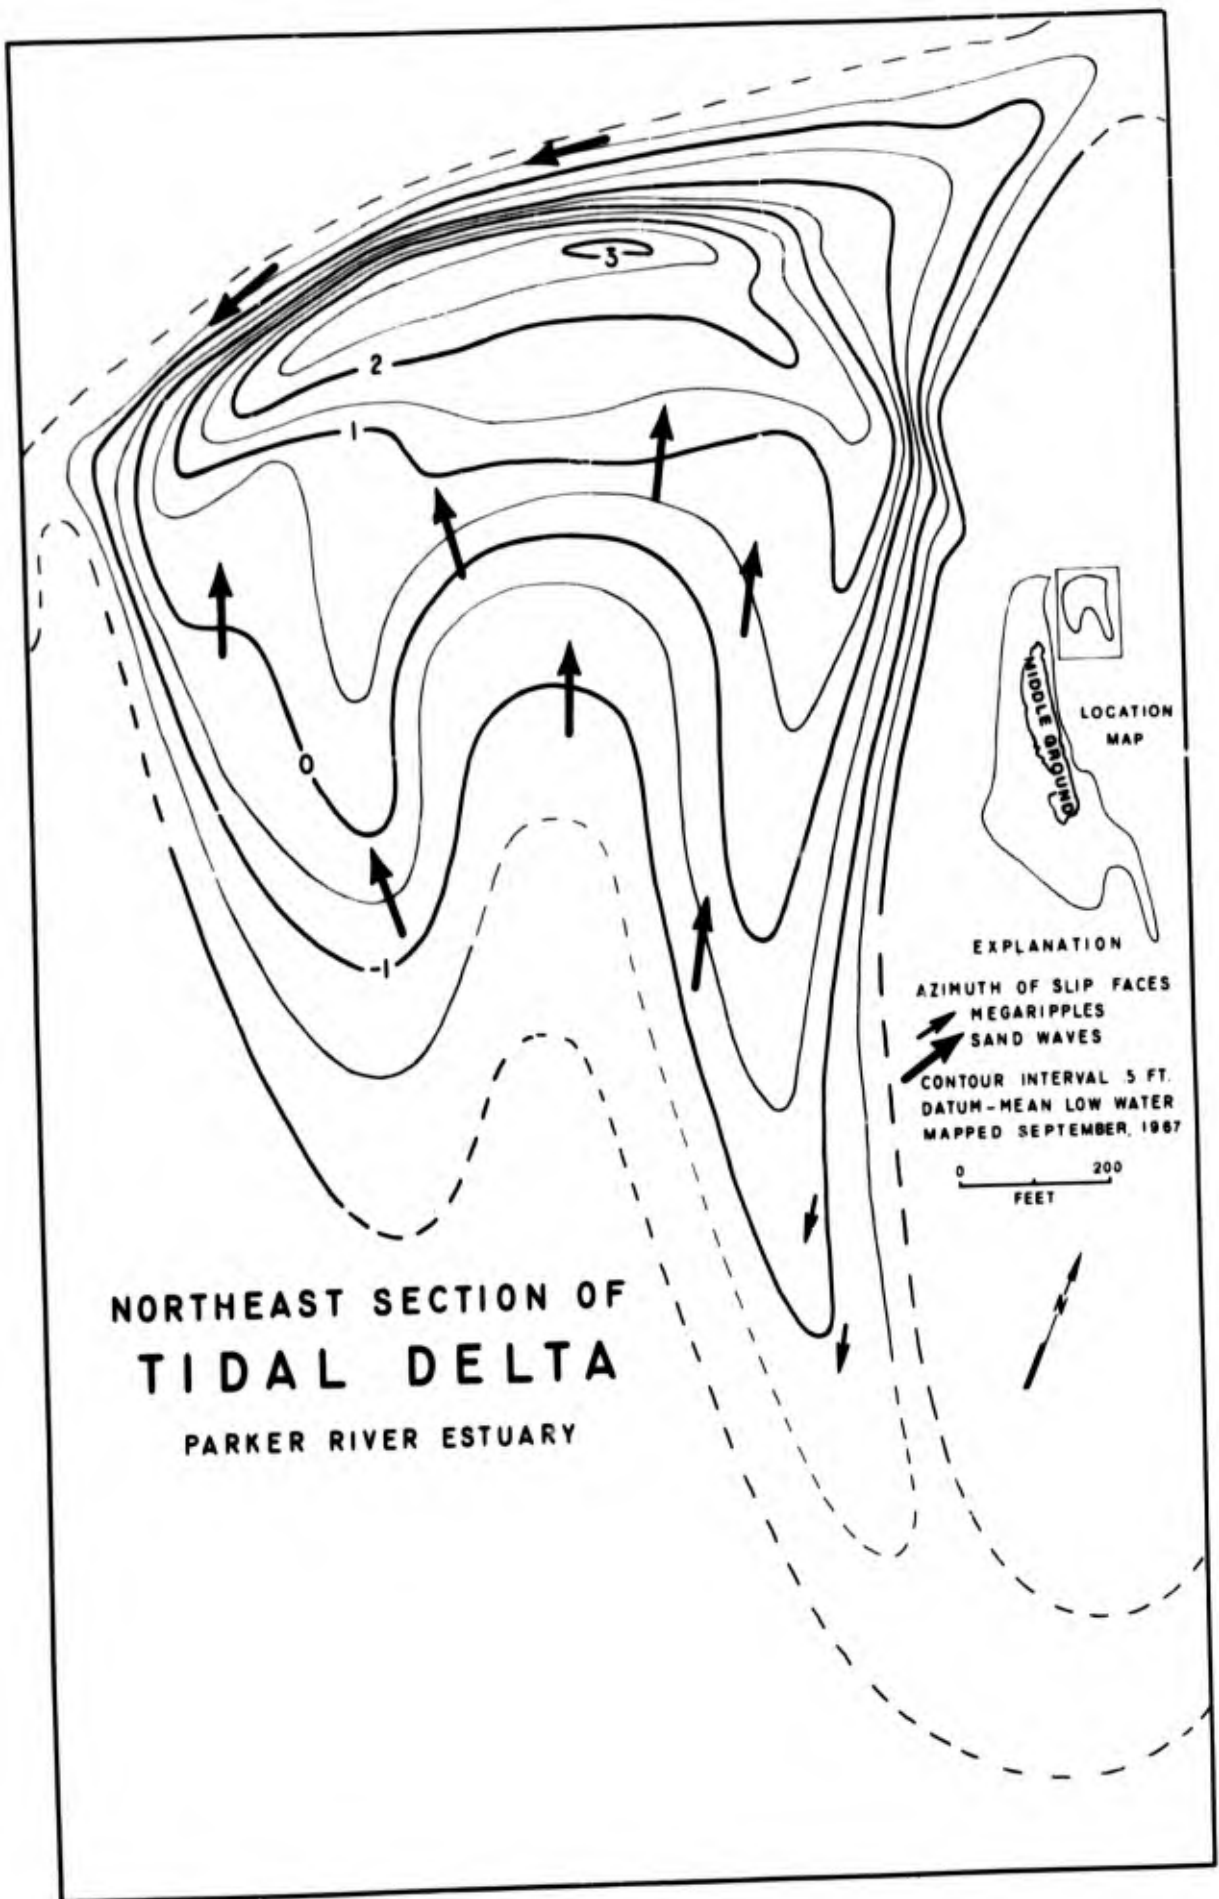 3
2
1
0
-1
MIDDLE GROUND
LOCATION
MAP
EXPLANATION
AZIMUTH OF SLIP FACES
MEGARIPPLES
SAND WAVES
CONTOUR INTERVAL .5 FT.
DATUM-MEAN LOW WATER
MAPPED SEPTEMBER, 1967
0 200
FEET
N
NORTHEAST SECTION OF
TIDAL DELTA
PARKER RIVER ESTUARY